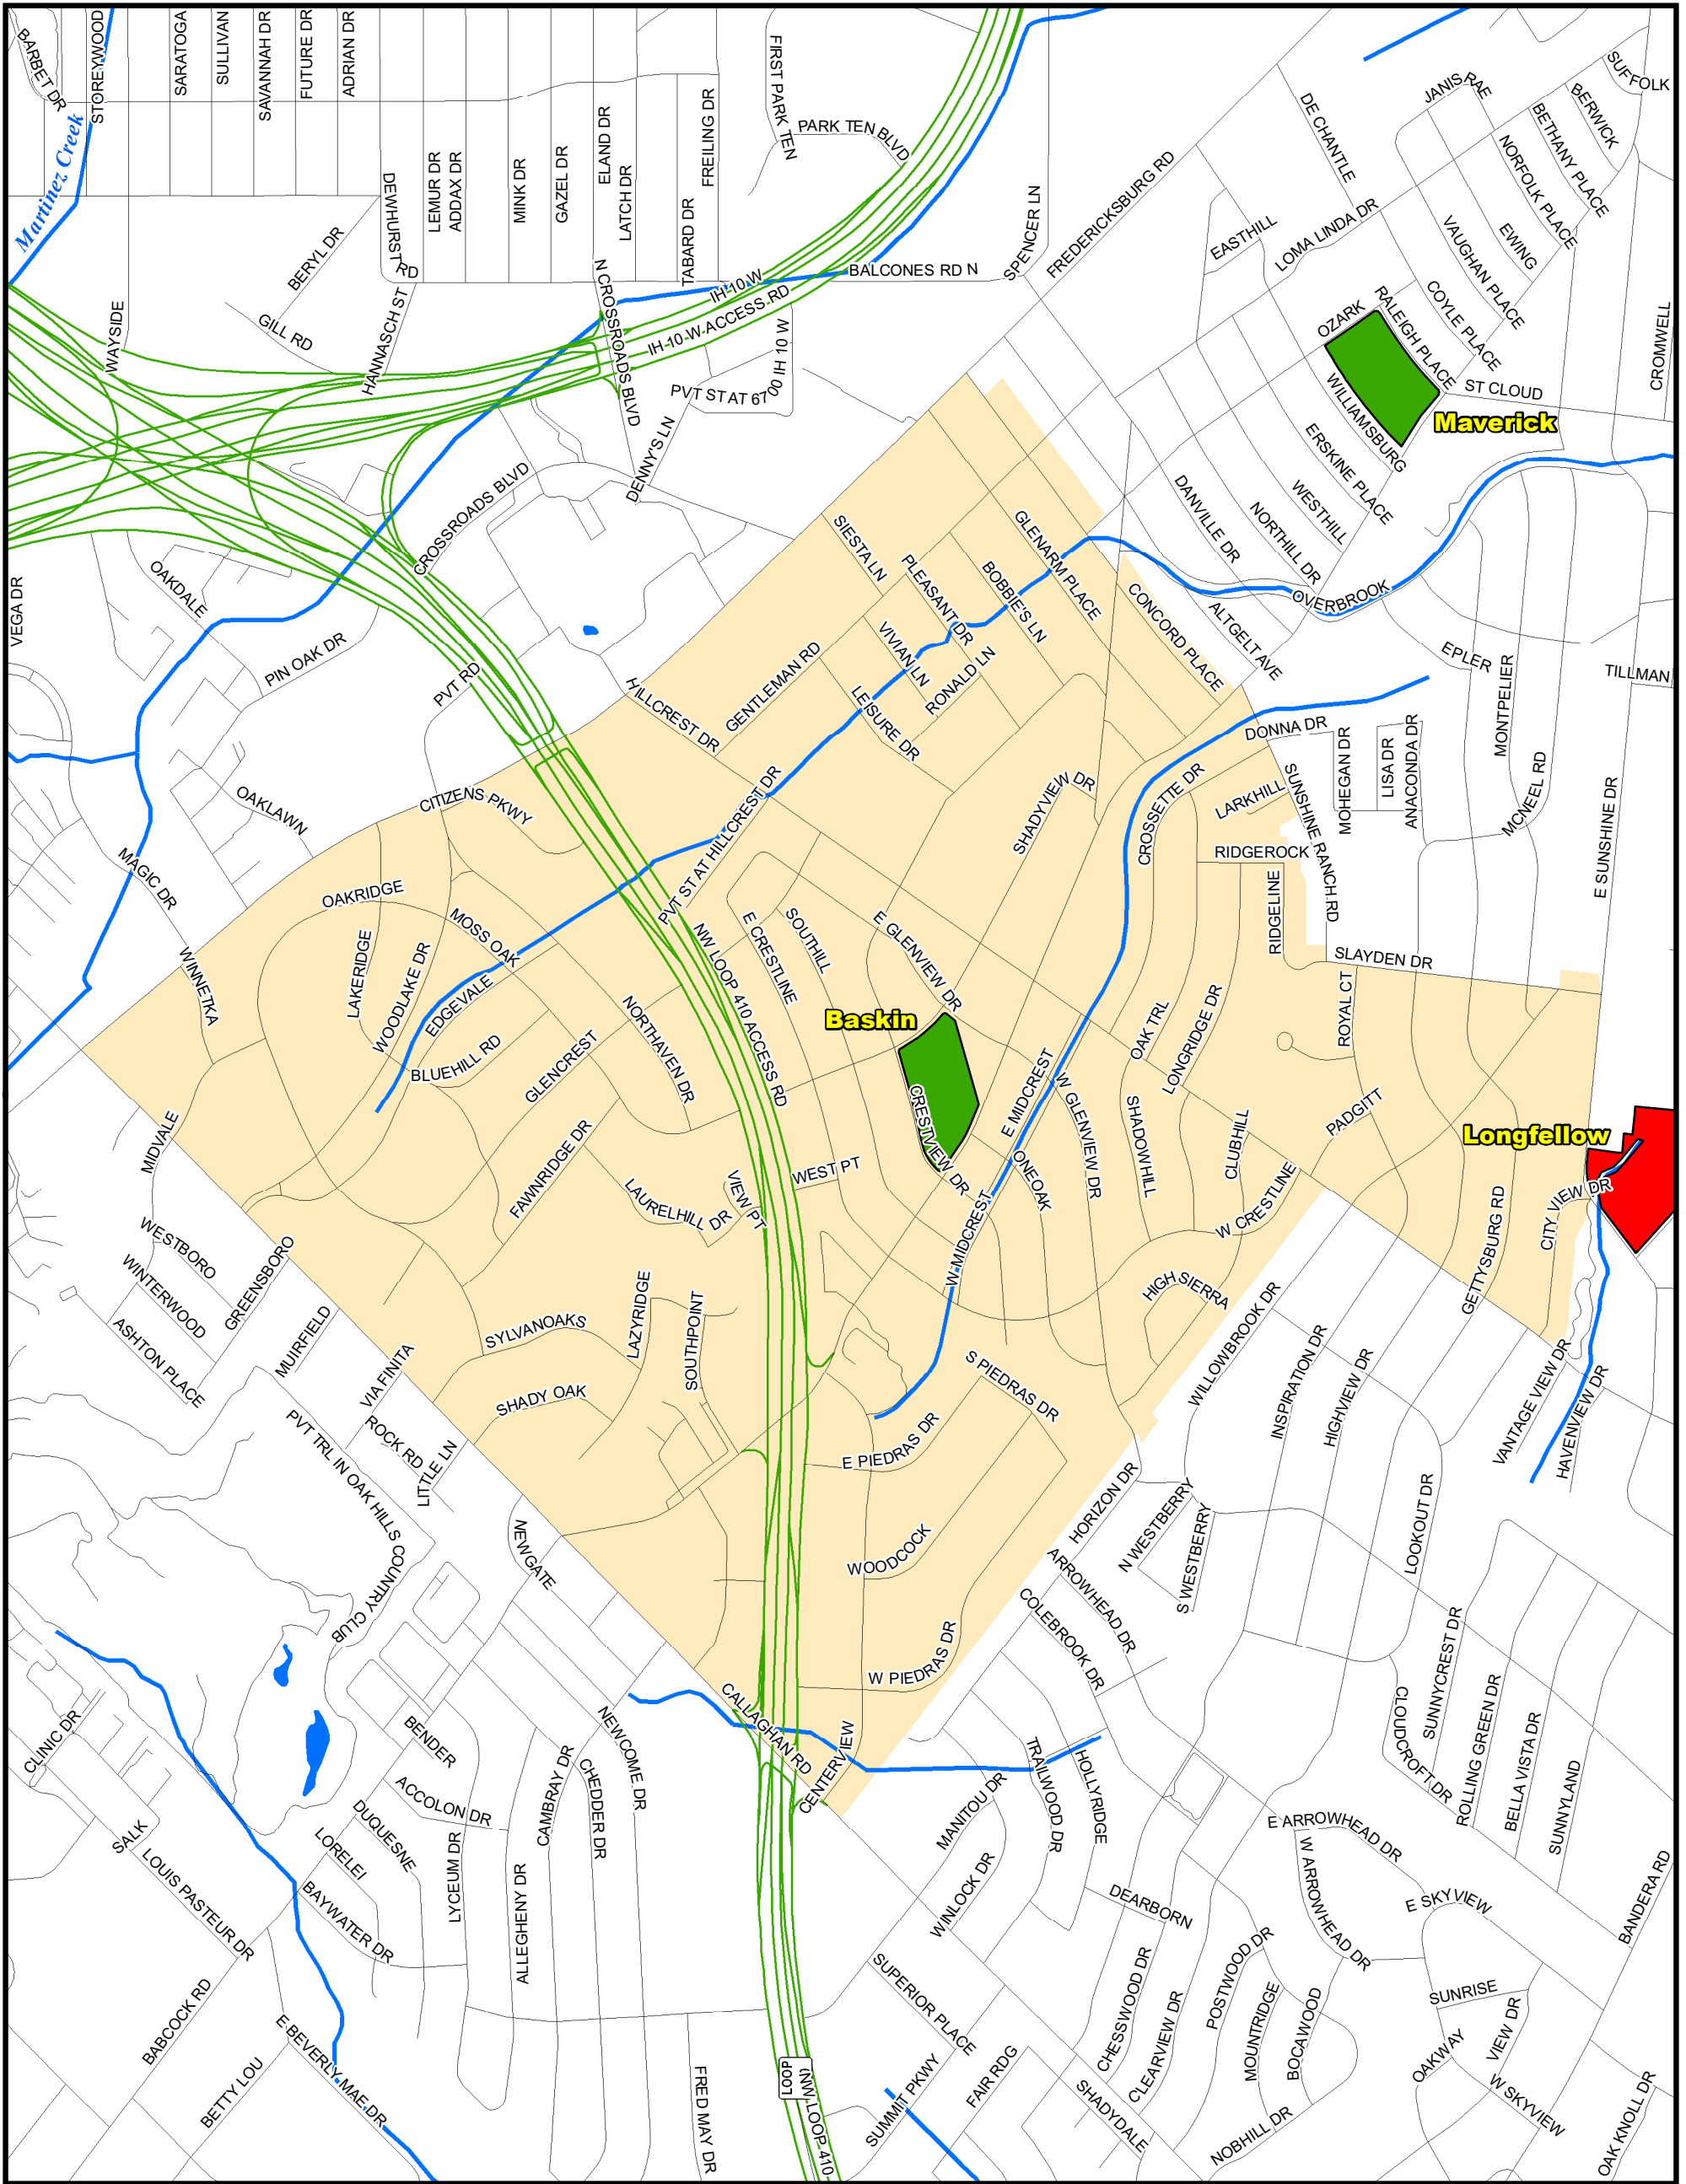 BARBET DR
STOREYWOOD
SARATOGA
SULLIVAN
SAVANNAH DR
FUTURE DR
ADRIAN DR
FIRST PARK TEN
PARK TEN BLVD
Martinez Creek
DEWHURST RD
LEMUR DR
ADDAX DR
MINK DR
GAZEL DR
ELAND DR
LATCH DR
TABARD DR
FREILING DR
SPENCER LN
FREDERICKSBURG RD
DE CHANTLE
JANIS RAE
SUFFOLK
BERWICK
BETHANY PLACE
NORFOLK PLACE
EWING
VAUGHAN PLACE
EASTHILL
LOMA LINDA DR
COYLE PLACE
RALEIGH PLACE
OZARK
ST CLOUD
CROMWELL
Maverick
WILLIAMSBURG
ERSKINE PLACE
WESTHILL
NORTHILL DR
DANVILLE DR
OVERBROOK
BERYL DR
GILL RD
HANNASCH ST
WAYSIDE
N CROSSROADS BLVD
IH 10 W
IH 10 W ACCESS RD
BALCONES RD N
PVT ST AT 6700 IH 10 W
DENNY'S LN
CROSSROADS BLVD
VEGA DR
OAKDALE
PIN OAK DR
PVT RD
SIESTA LN
PLEASANT DR
BOBBIE'S LN
GLENARM PLACE
CONCORD PLACE
ALTGELT AVE
VIVIAN LN
RONALD LN
LEISURE DR
GENTLEMAN RD
HILLCREST DR
EPLER
MONTPELIER
TILLMAN
DONNA DR
MOHEGAN DR
LISA DR
ANACONDA DR
MCNEEL RD
E SUNSHINE DR
SUNSHINE RANCH RD
LARKHILL
CROSSETTE DR
SHADYVIEW DR
RIDGEROCK
RIDGELINE
SLAYDEN DR
ROYAL CT
CITIZENS PKWY
OAKLAWN
MAGIC DR
PVT ST AT HILLCREST DR
OAKRIDGE
MOSS OAK
LAKERIDGE
WOODLAKE DR
EDGEVALE
WINNETKA
BLUEHILL RD
GLENCREST
NORTHAVEN DR
NW LOOP 410 ACCESS RD
E CRESTLINE
SOUTHILL
E GLENVIEW DR
Baskin
CRESTVIEW DR
E MIDCREST
W GLENVIEW DR
OAK TRL
LONGRIDGE DR
SHADOWHILL
CLUBHILL
PADGITT
W CRESTLINE
Longfellow
CITY VIEW DR
GETTYSBURG RD
MIDVALE
FAWNRIDGE DR
LAURELHILL DR
VIEW PT
WEST PT
ONEOAK
W MIDCREST
HIGH SIERRA
WESTBORO
WINTERWOOD
GREENSBORO
ASHTON PLACE
MUIRFIELD
VIA FINITA
SYLVANOAKS
LAZYRIDGE
SOUTHPOINT
SHADY OAK
ROCK RD
LITTLE LN
S PIEDRAS DR
E PIEDRAS DR
WILLOWBROOK DR
INSPIRATION DR
HIGHVIEW DR
VANTAGE VIEW DR
HAVENVIEW DR
PVT TRL IN OAK HILLS COUNTRY CLUB
NEWGATE
WOODCOCK
HORIZON DR
N WESTBERRY
S WESTBERRY
LOOKOUT DR
ARROWHEAD DR
COLEBROOK DR
W PIEDRAS DR
CALLAGHAN RD
CENTERVIEW
SUNNYCREST DR
CLOUDCROFT DR
ROLLING GREEN DR
BELLA VISTA DR
SUNNYLAND
CLINIC DR
BENDER
NEWCOME DR
CAMBRAY DR
CHEDDER DR
ACCOLON DR
DUQUESNE
LORELEI
LYCEUM DR
ALLEGHENY DR
BAYWATER DR
SALK
LOUIS PASTEUR DR
MANITOU DR
TRAILWOOD DR
HOLLYRIDGE
WINLOCK DR
DEARBORN
E ARROWHEAD DR
W ARROWHEAD DR
E SKYVIEW
BANDERA RD
BABCOCK RD
E BEVERLY MAE DR
BETTY LOU
FRED MAY DR
LOOP
NW LOOP 410
SUPERIOR PLACE
SUMMIT PKWY
FAIR RDG
SHADYDALE
CHESSWOOD DR
CLEARVIEW DR
POSTWOOD DR
MOUNTRIDGE
BOCAWOOD
NOBHILL DR
SUNRISE
VIEW DR
OAKWAY
W SKYVIEW
OAK KNOLL DR